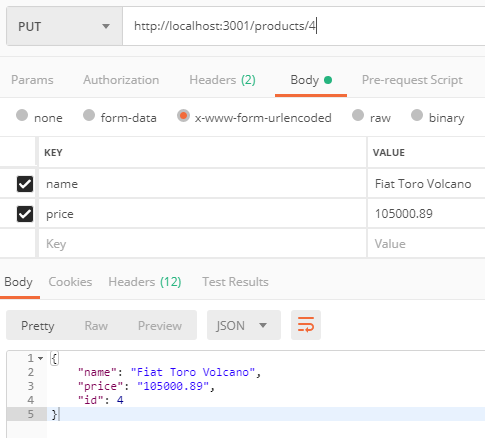 PUT http://localhost:3001/products/4
Params Authorization Headers (2) Body Pre-request Script
none form-data x-www-form-urlencoded raw binary
KEY VALUE
name Fiat Toro Volcano
price 105000.89
Key Value
Body Cookies Headers (12) Test Results
Pretty Raw Preview JSON
1 {
2 "name": "Fiat Toro Volcano",
3 "price": "105000.89",
4 "id": 4
5 }